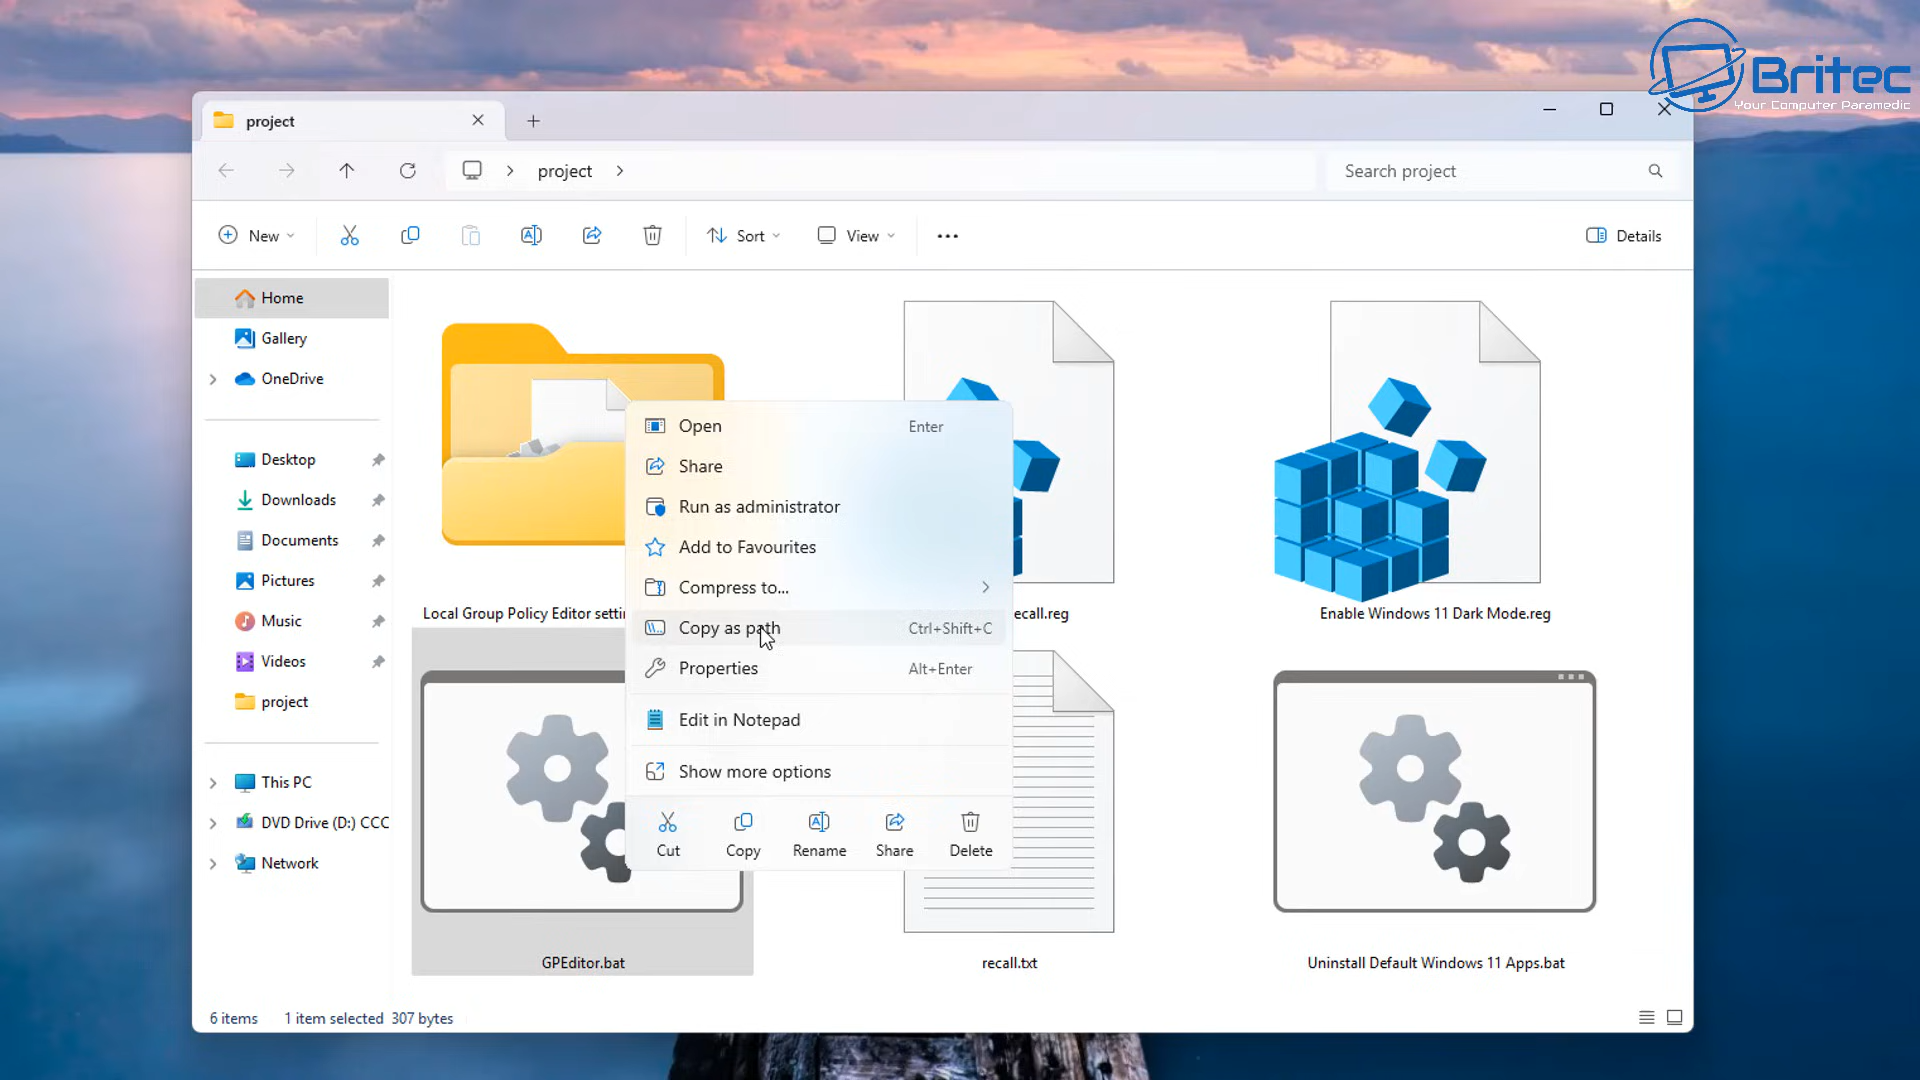 Britec
Your Computer Paramedic
project
project
Search project
New
Sort
View
Details
Home
Gallery
OneDrive
Desktop
Downloads
Documents
Pictures
Music
Videos
project
This PC
DVD Drive (D:) CCC
Network
Open Enter
Share
Run as administrator
Add to Favourites
Compress to...
Copy as path Ctrl+Shift+C
Properties Alt+Enter
Edit in Notepad
Show more options
Cut Copy Rename Share Delete
Local Group Policy Editor setti
ecall.reg
Enable Windows 11 Dark Mode.reg
GPEditor.bat
recall.txt
Uninstall Default Windows 11 Apps.bat
6 items 1 item selected 307 bytes